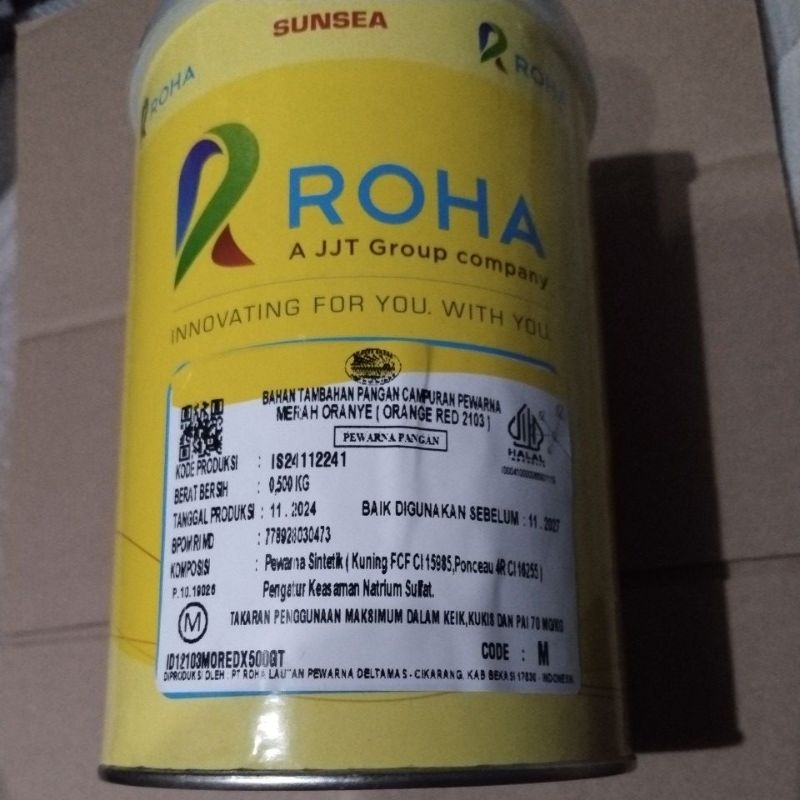 SUNSEA
ROHA
ROHA
ROHA
A JJT Group company
INNOVATING FOR YOU. WITH YOU.
BAHAN TAMBAHAN PANGAN CAMPURAN PEWARNA
MERAH ORANYE ( ORANGE RED 2103 )
PEWARNA PANGAN
HALAL
KODE PRODUKSI : IS24112241
BERAT BERSIH : 0,500 KG
TANGGAL PRODUKSI : 11 . 2024 BAIK DIGUNAKAN SEBELUM : 11 . 2027
BPOM RI MD : 778928030473
KOMPOSISI : Pewarna Sintetik ( Kuning FCF CI 15985,Ponceau 4R CI 16255 )
P.10.19026 Pengatur Keasaman Natrium Sulfat.
M TAKARAN PENGGUNAAN MAKSIMUM DALAM KEIK,KUKIS DAN PAI 70 MG/KG
ID12103MOREDX500GT CODE : M
DIPRODUKSI OLEH : PT ROHA LAUTAN PEWARNA DELTAMAS - CIKARANG, KAB BEKASI 17530 - INDONESIA